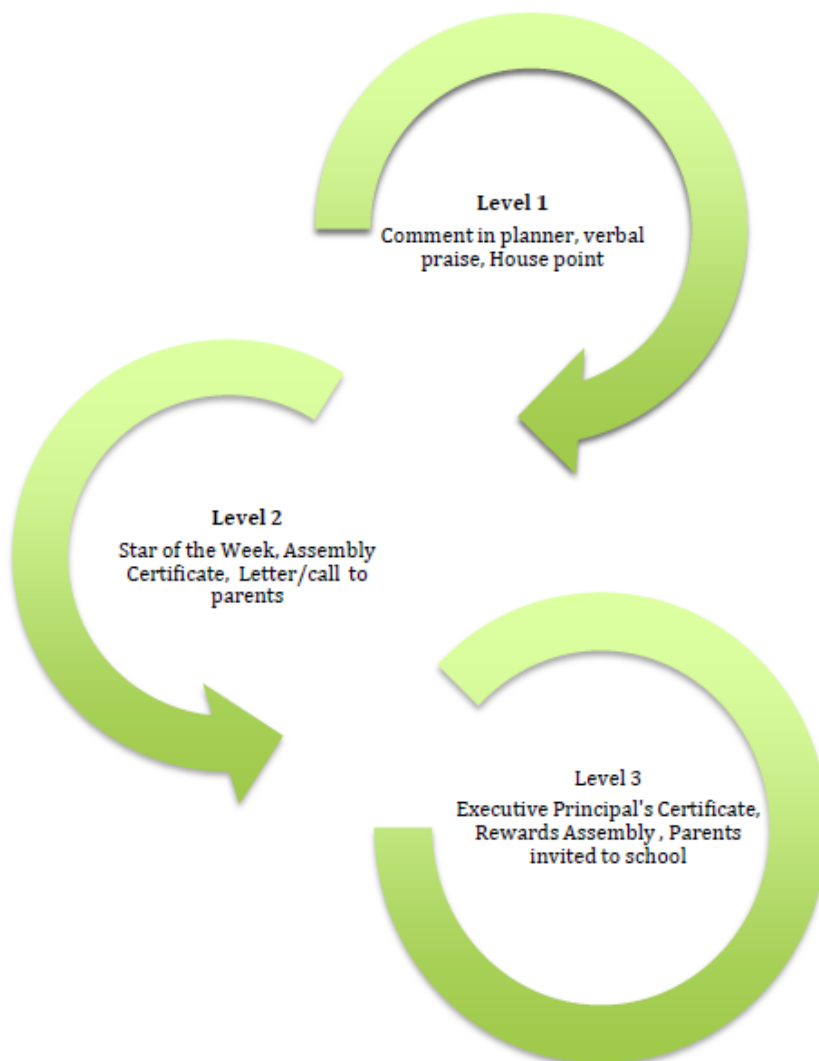 Level 1
Comment in planner, verbal
praise, House point
Level 2
Star of the Week, Assembly
Certificate, Letter/call to
parents
Level 3
Executive Principal's Certificate,
Rewards Assembly , Parents
invited to school